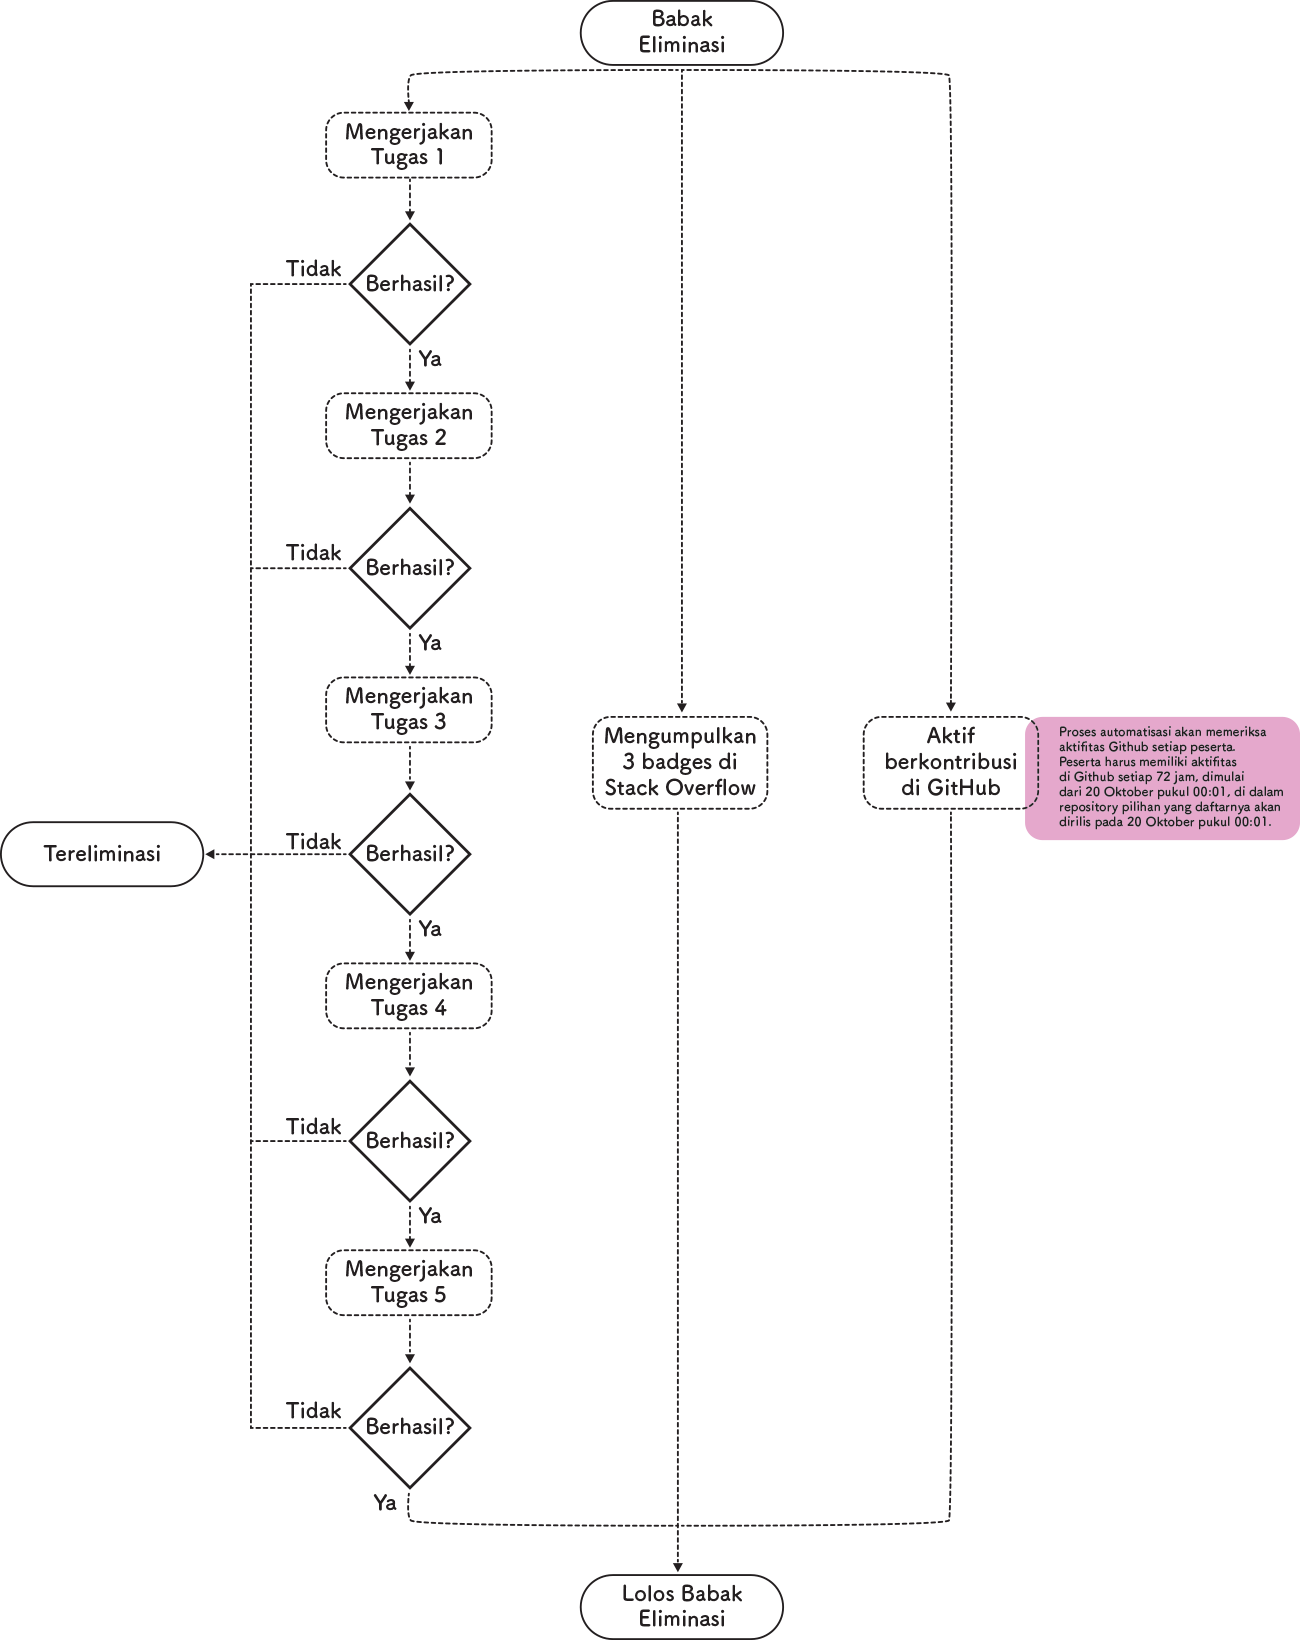 Babak
Eliminasi
Mengerjakan
Tugas 1
Berhasil?
Tidak
Ya
Mengerjakan
Tugas 2
Berhasil?
Tidak
Ya
Mengerjakan
Tugas 3
Mengumpulkan
3 badges di
Stack Overflow
Aktif
berkontribusi
di GitHub
Proses automatisasi akan memeriksa
aktifitas Github setiap peserta.
Peserta harus memiliki aktifitas
di Github setiap 72 jam, dimulai
dari 20 Oktober pukul 00:01, di dalam
repository pilihan yang daftarnya akan
dirilis pada 20 Oktober pukul 00:01.
Tereliminasi
Tidak
Berhasil?
Ya
Mengerjakan
Tugas 4
Tidak
Berhasil?
Ya
Mengerjakan
Tugas 5
Tidak
Berhasil?
Ya
Lolos Babak
Eliminasi